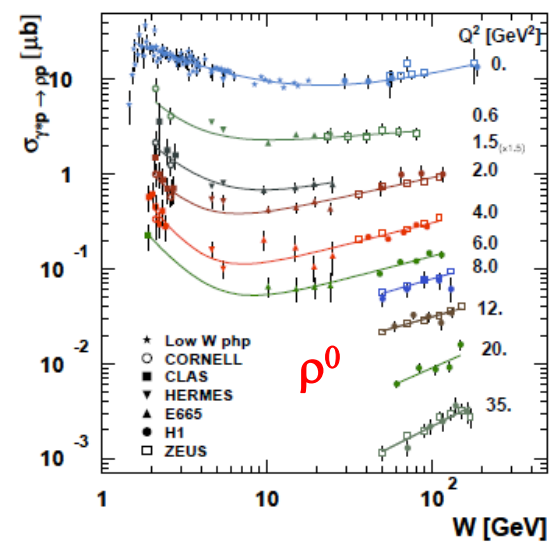 Q² [GeV²]
σγ*p → ρp [μb]
10
1
10⁻¹
10⁻²
10⁻³
0.
0.6
1.5(x1.5)
2.0
4.0
6.0
8.0
12.
20.
35.
Low W php
CORNELL
CLAS
HERMES
E665
H1
ZEUS
ρ⁰
1
10
10²
W [GeV]